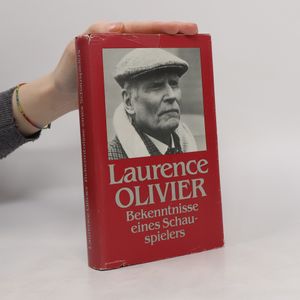 Laurence
OLIVIER
Bekenntnisse
eines Schau-
spielers